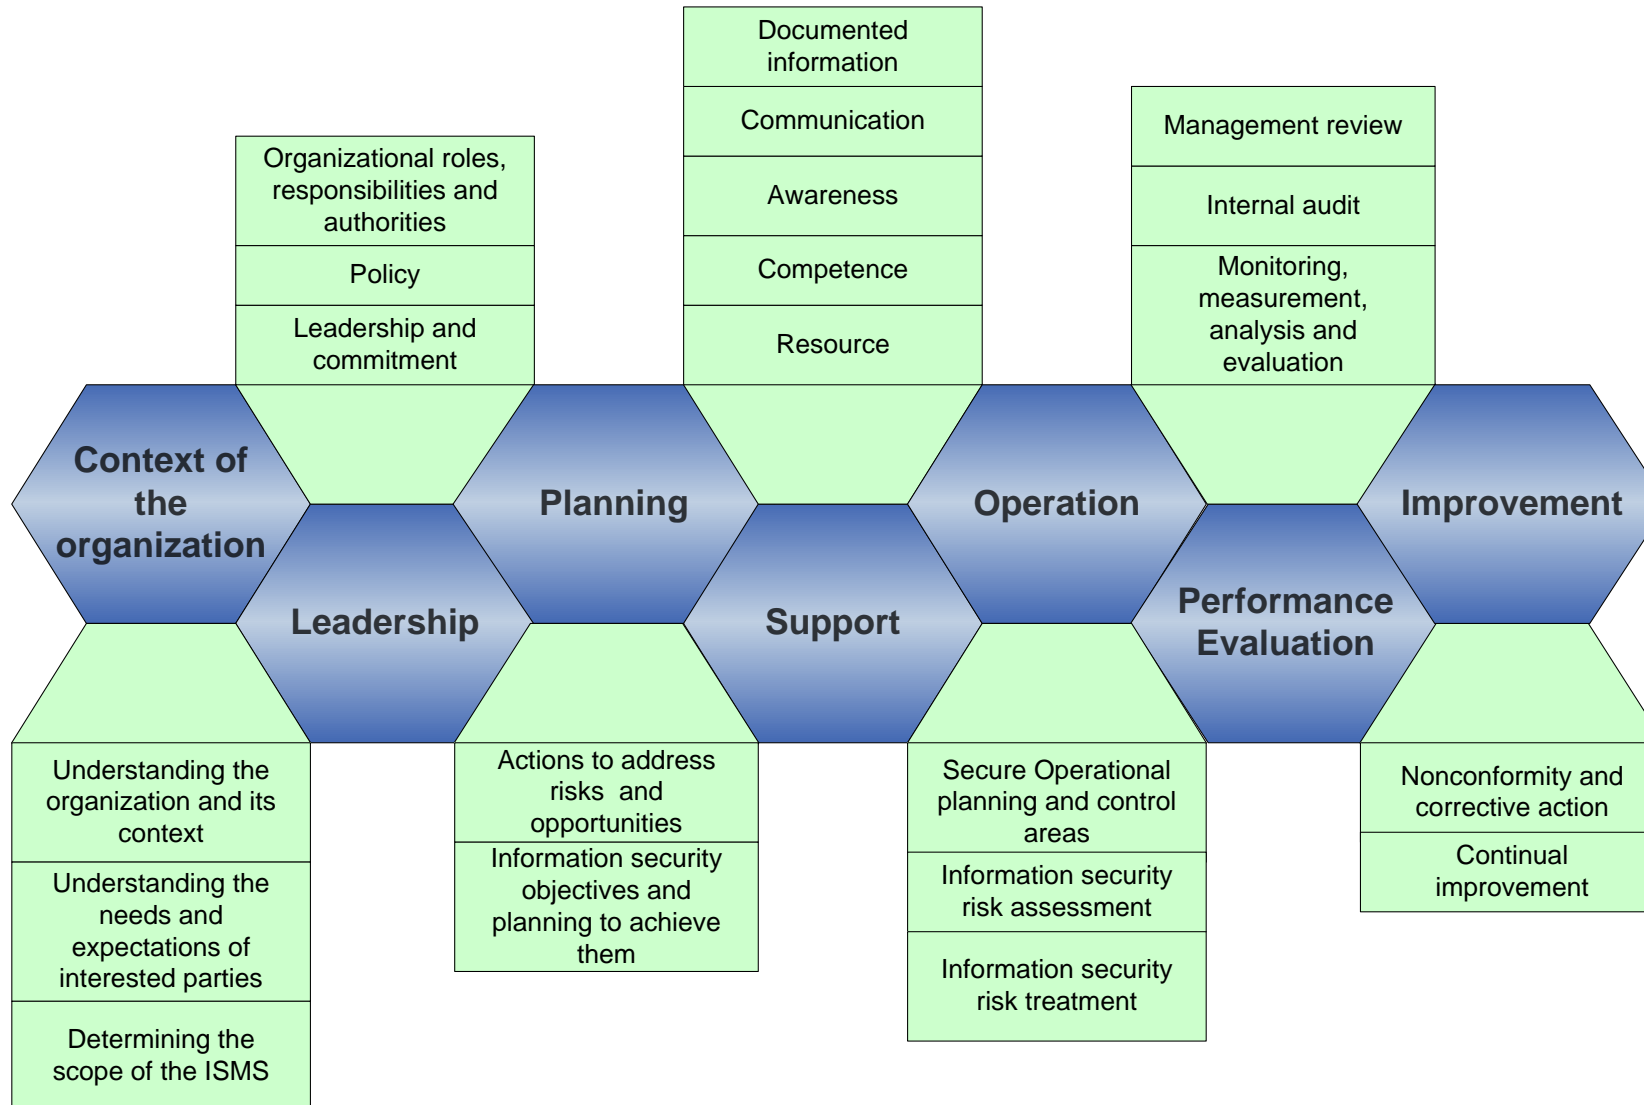 Documented
information
Communication
Awareness
Competence
Resource
Management review
Internal audit
Monitoring,
measurement,
analysis and
evaluation
Organizational roles,
responsibilities and
authorities
Policy
Leadership and
commitment
Context of
the
organization
Leadership
Planning
Support
Operation
Performance
Evaluation
Improvement
Understanding the
organization and its
context
Understanding the
needs and
expectations of
interested parties
Determining the
scope of the ISMS
Actions to address
risks and
opportunities
Information security
objectives and
planning to achieve
them
Secure Operational
planning and control
areas
Information security
risk assessment
Information security
risk treatment
Nonconformity and
corrective action
Continual
improvement